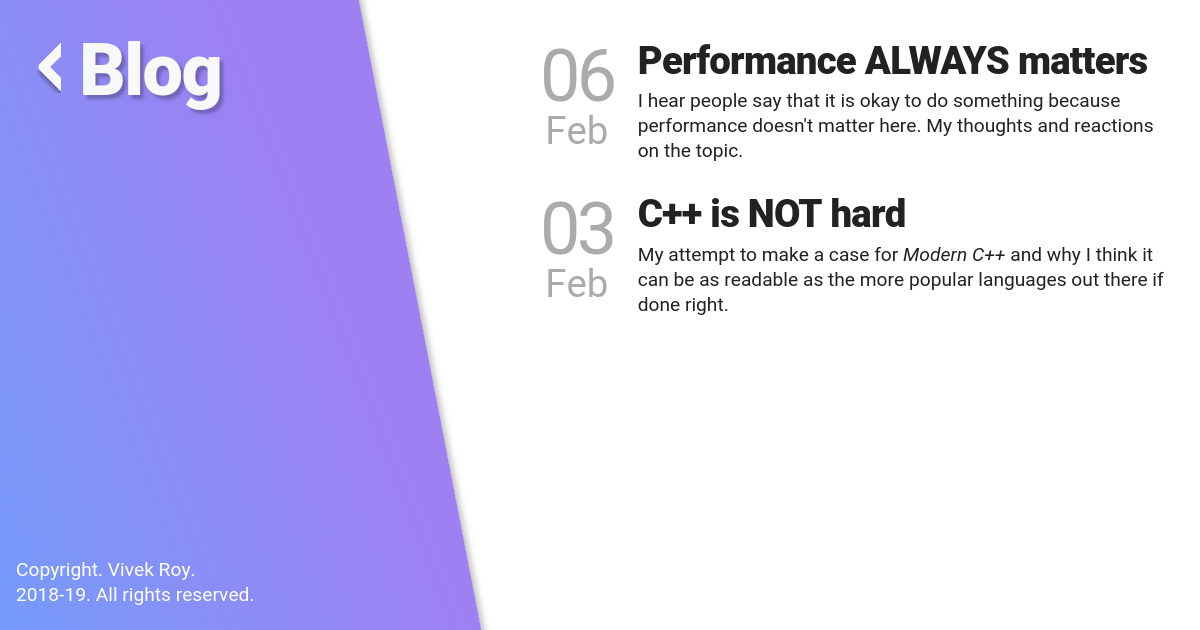 Blog
06
Feb
Performance ALWAYS matters
I hear people say that it is okay to do something because
performance doesn't matter here. My thoughts and reactions
on the topic.
03
Feb
C++ is NOT hard
My attempt to make a case for Modern C++ and why I think it
can be as readable as the more popular languages out there if
done right.
Copyright. Vivek Roy.
2018-19. All rights reserved.